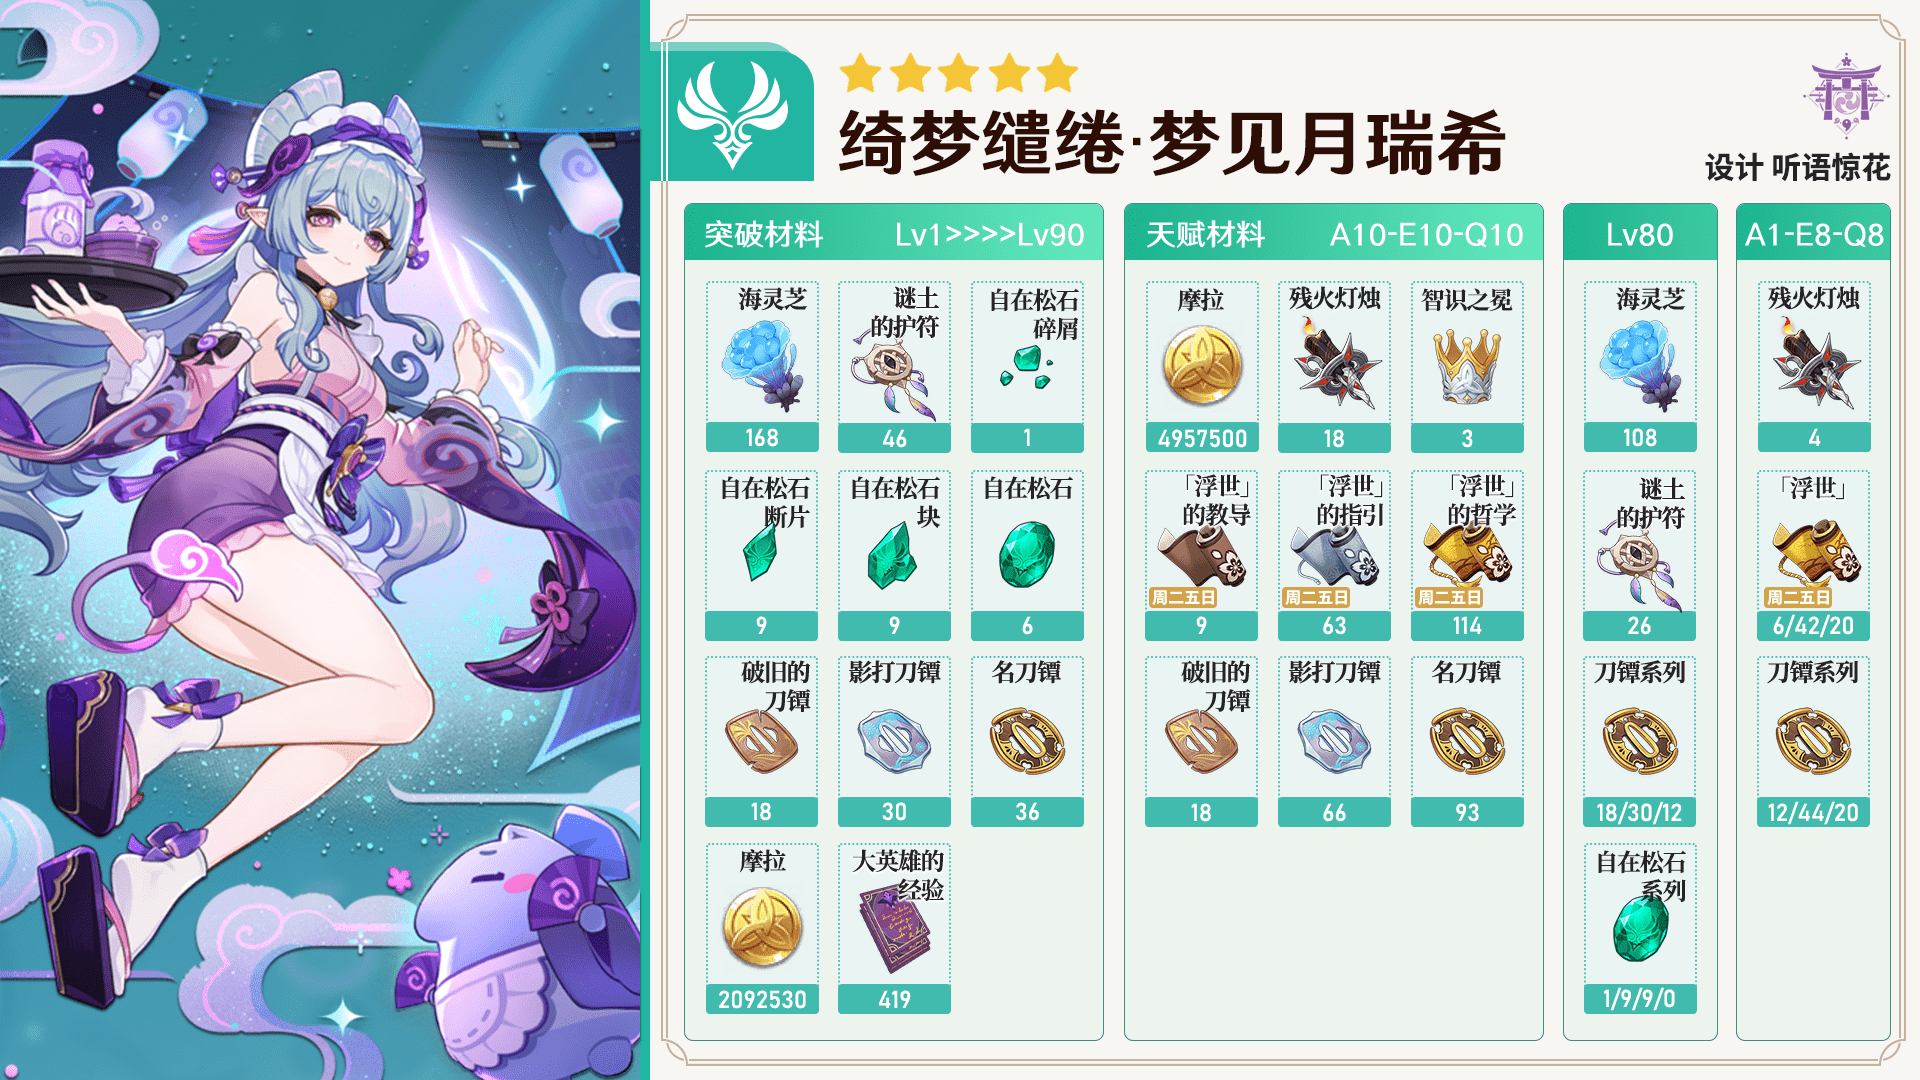 绮梦缱绻·梦见月瑞希
设计 听语惊花
突破材料 Lv1>>>>Lv90
海灵芝
168
谜土
的护符
46
自在松石
碎屑
1
自在松石
断片
9
自在松石
块
9
自在松石
6
破旧的
刀镡
18
影打刀镡
30
名刀镡
36
摩拉
2092530
大英雄的
经验
419
天赋材料 A10-E10-Q10
摩拉
4957500
残火灯烛
18
智识之冕
3
「浮世」
的教导
周二五日
9
「浮世」
的指引
周二五日
63
「浮世」
的哲学
周二五日
114
破旧的
刀镡
18
影打刀镡
66
名刀镡
93
Lv80
海灵芝
108
谜土
的护符
26
刀镡系列
18/30/12
自在松石
系列
1/9/9/0
A1-E8-Q8
残火灯烛
4
「浮世」
周二五日
6/42/20
刀镡系列
12/44/20